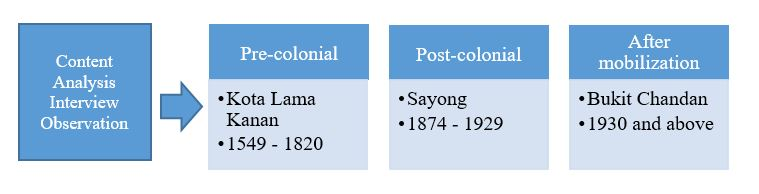 Content
Analysis
Interview
Observation
Pre-colonial
•Kota Lama
Kanan
•1549 - 1820
Post-colonial
•Sayong
•1874 - 1929
After
mobilization
•Bukit Chandan
•1930 and above